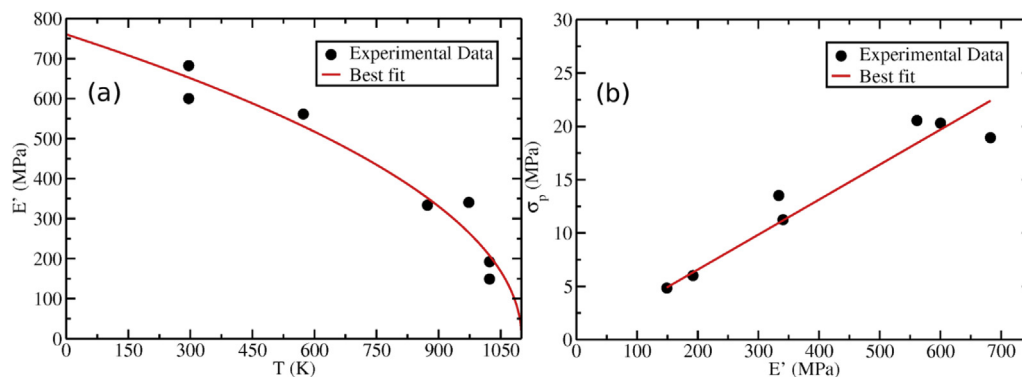 800
700
600
500
400
300
200
100
0
E' (MPa)
(a)
Experimental Data
Best fit
0 150 300 450 600 750 900 1050
T (K)
30
25
20
15
10
5
0
σp (MPa)
(b)
Experimental Data
Best fit
0 100 200 300 400 500 600 700
E' (MPa)